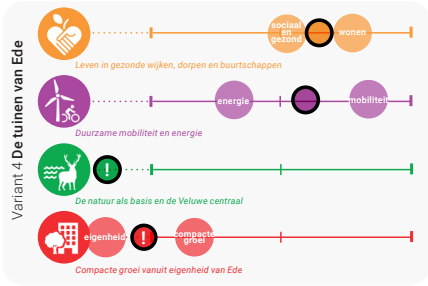 Variant 4 De tuinen van Ede
sociaal
en
gezond
wonen
Leven in gezonde wijken, dorpen en buurtschappen
energie
mobiliteit
Duurzame mobiliteit en energie
!
De natuur als basis en de Veluwe centraal
eigenheid
!
compacte
groei
Compacte groei vanuit eigenheid van Ede